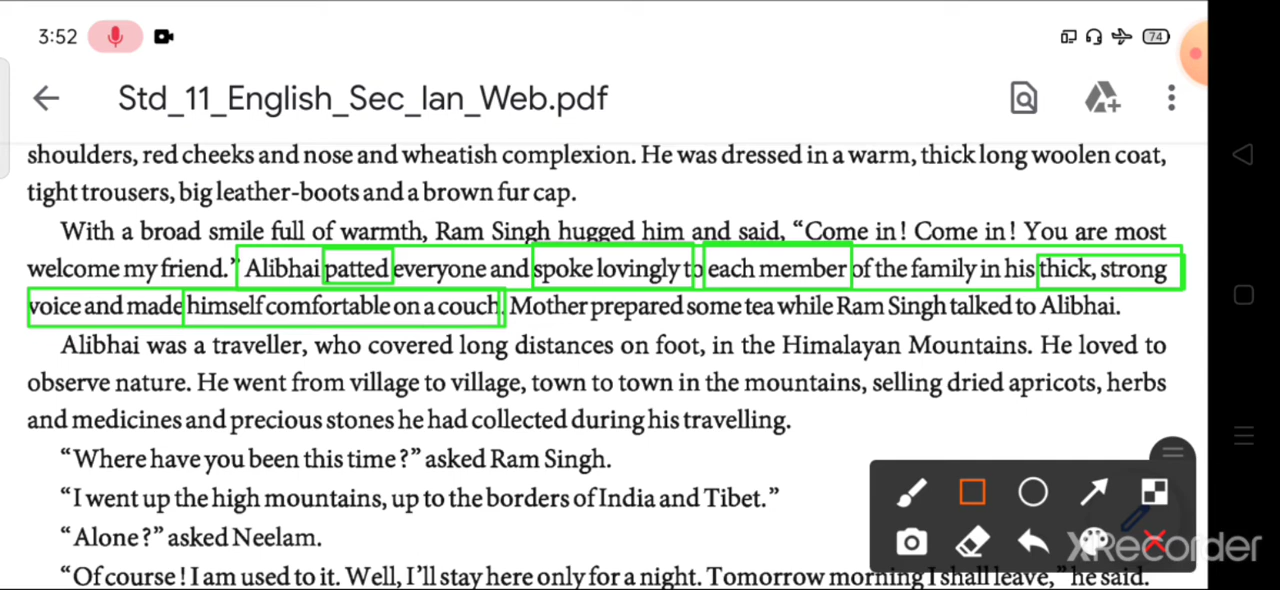 3:52
74
Std_11_English_Sec_lan_Web.pdf
shoulders, red cheeks and nose and wheatish complexion. He was dressed in a warm, thick long woolen coat,
tight trousers, big leather-boots and a brown fur cap.
With a broad smile full of warmth, Ram Singh hugged him and said, “Come in! Come in! You are most
welcome my friend.” Alibhai patted everyone and spoke lovingly to each member of the family in his thick, strong
voice and made himself comfortable on a couch. Mother prepared some tea while Ram Singh talked to Alibhai.
Alibhai was a traveller, who covered long distances on foot, in the Himalayan Mountains. He loved to
observe nature. He went from village to village, town to town in the mountains, selling dried apricots, herbs
and medicines and precious stones he had collected during his travelling.
“Where have you been this time?” asked Ram Singh.
“I went up the high mountains, up to the borders of India and Tibet.”
“Alone?” asked Neelam.
“Of course! I am used to it. Well, I’ll stay here only for a night. Tomorrow morning I shall leave,” he said.
XRecorder